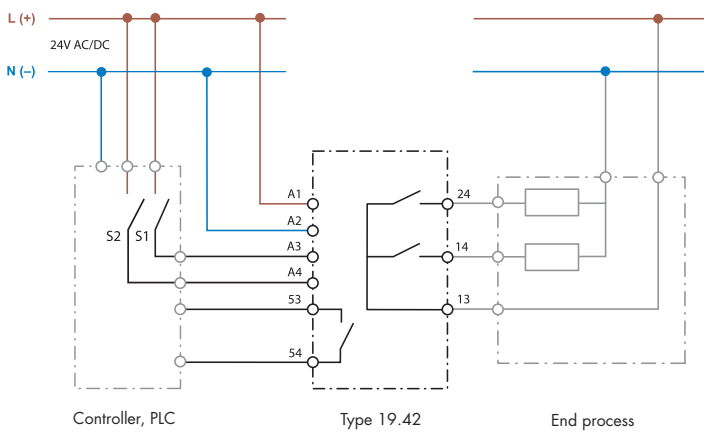 L (+)
24V AC/DC
N (–)
A1
24
A2
S2 S1
A3
14
A4
53
13
54
Controller, PLC
Type 19.42
End process